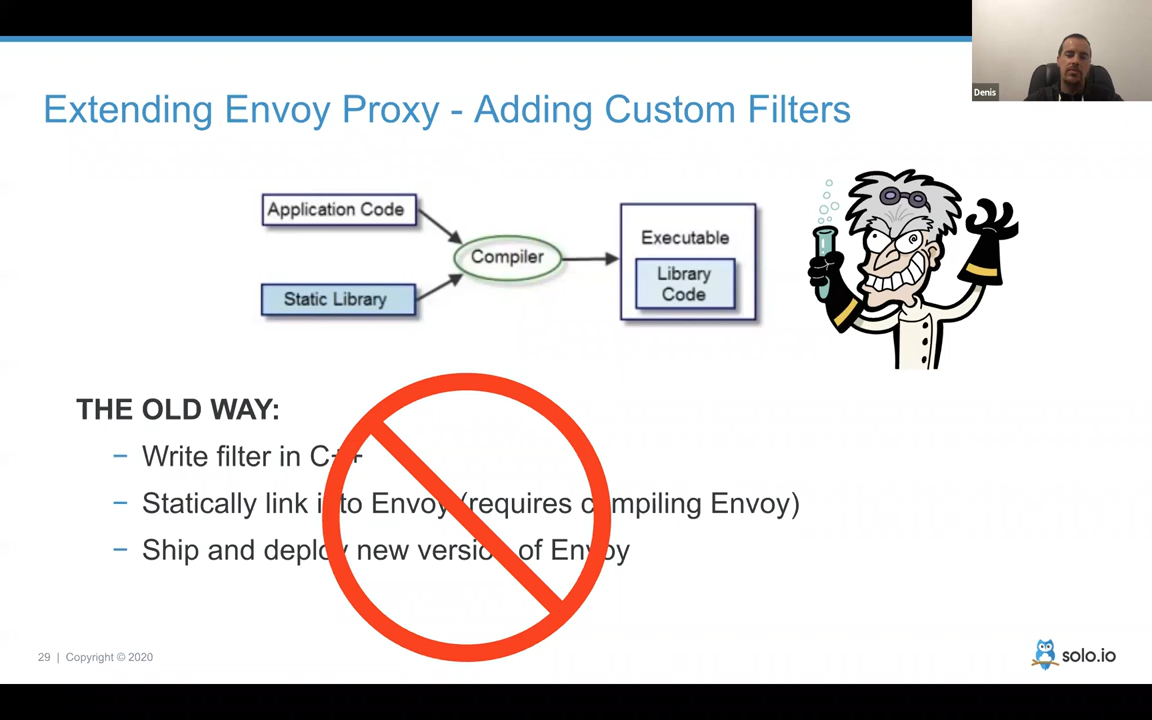 Denis
Extending Envoy Proxy - Adding Custom Filters
Application Code
Static Library
Compiler
Executable
Library
Code
THE OLD WAY:
− Write filter in C++
− Statically link into Envoy (requires compiling Envoy)
− Ship and deploy new version of Envoy
29 | Copyright © 2020
solo.io